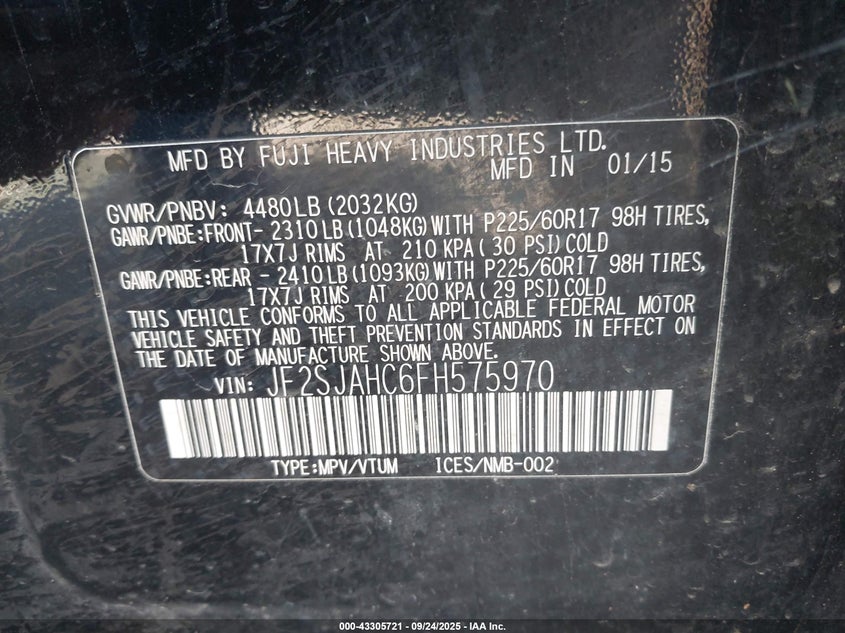 MFD BY FUJI HEAVY INDUSTRIES LTD.
MFD IN 01/15
GVWR/PNBV: 4480LB (2032KG)
GAWR/PNBE:FRONT- 2310LB (1048KG) WITH P225/60R17 98H TIRES,
17X7J RIMS AT 210 KPA ( 30 PSI) COLD
GAWR/PNBE:REAR - 2410LB (1093KG) WITH P225/60R17 98H TIRES,
17X7J RIMS AT 200 KPA ( 29 PSI) COLD
THIS VEHICLE CONFORMS TO ALL APPLICABLE FEDERAL MOTOR
VEHICLE SAFETY AND THEFT PREVENTION STANDARDS IN EFFECT ON
THE DATE OF MANUFACTURE SHOWN ABOVE.
VIN: JF2SJAHC6FH575970
TYPE:MPV/VTUM ICES/NMB-002
000-43305721 - 09/24/2025 - IAA Inc.